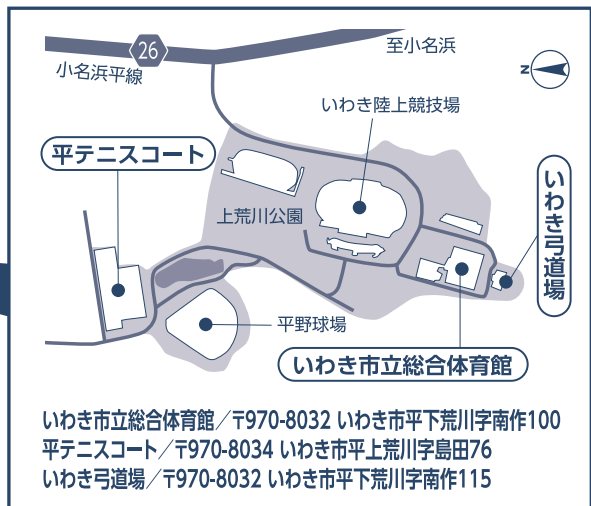 26
至小名浜
小名浜平線
N
いわき陸上競技場
平テニスコート
上荒川公園
いわき弓道場
平野球場
いわき市立総合体育館
いわき市立総合体育館／〒970-8032 いわき市平下荒川字南作100
平テニスコート／〒970-8034 いわき市平上荒川字島田76
いわき弓道場／〒970-8032 いわき市平下荒川字南作115